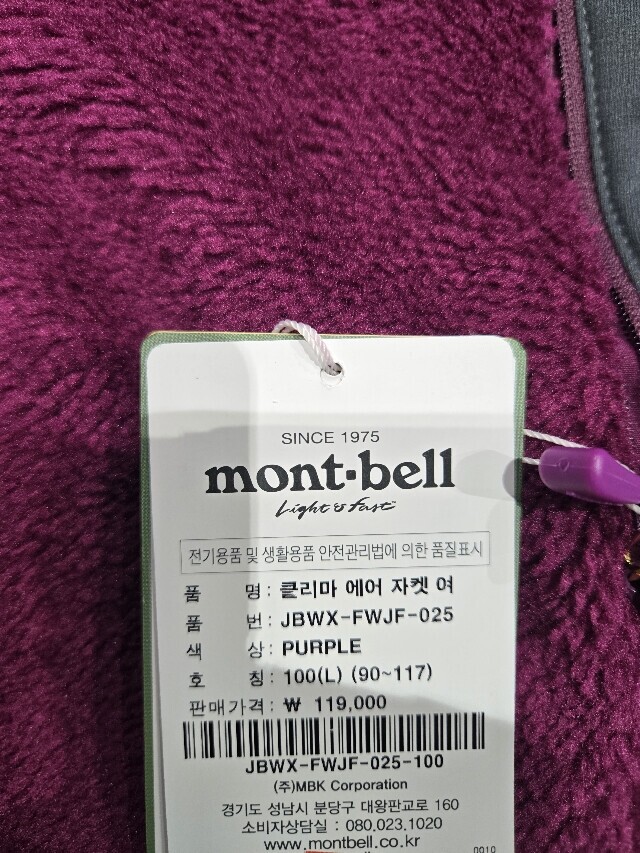 SINCE 1975
mont·bell
Light & Fast™
전기용품 및 생활용품 안전관리법에 의한 품질표시
품 명 : 클리마 에어 자켓 여
품 번 : JBWX-FWJF-025
색 상 : PURPLE
호 칭 : 100(L) (90~117)
판매가격 : ₩ 119,000
JBWX-FWJF-025-100
(주)MBK Corporation
경기도 성남시 분당구 대왕판교로 160
소비자상담실 : 080.023.1020
www.montbell.co.kr
0010